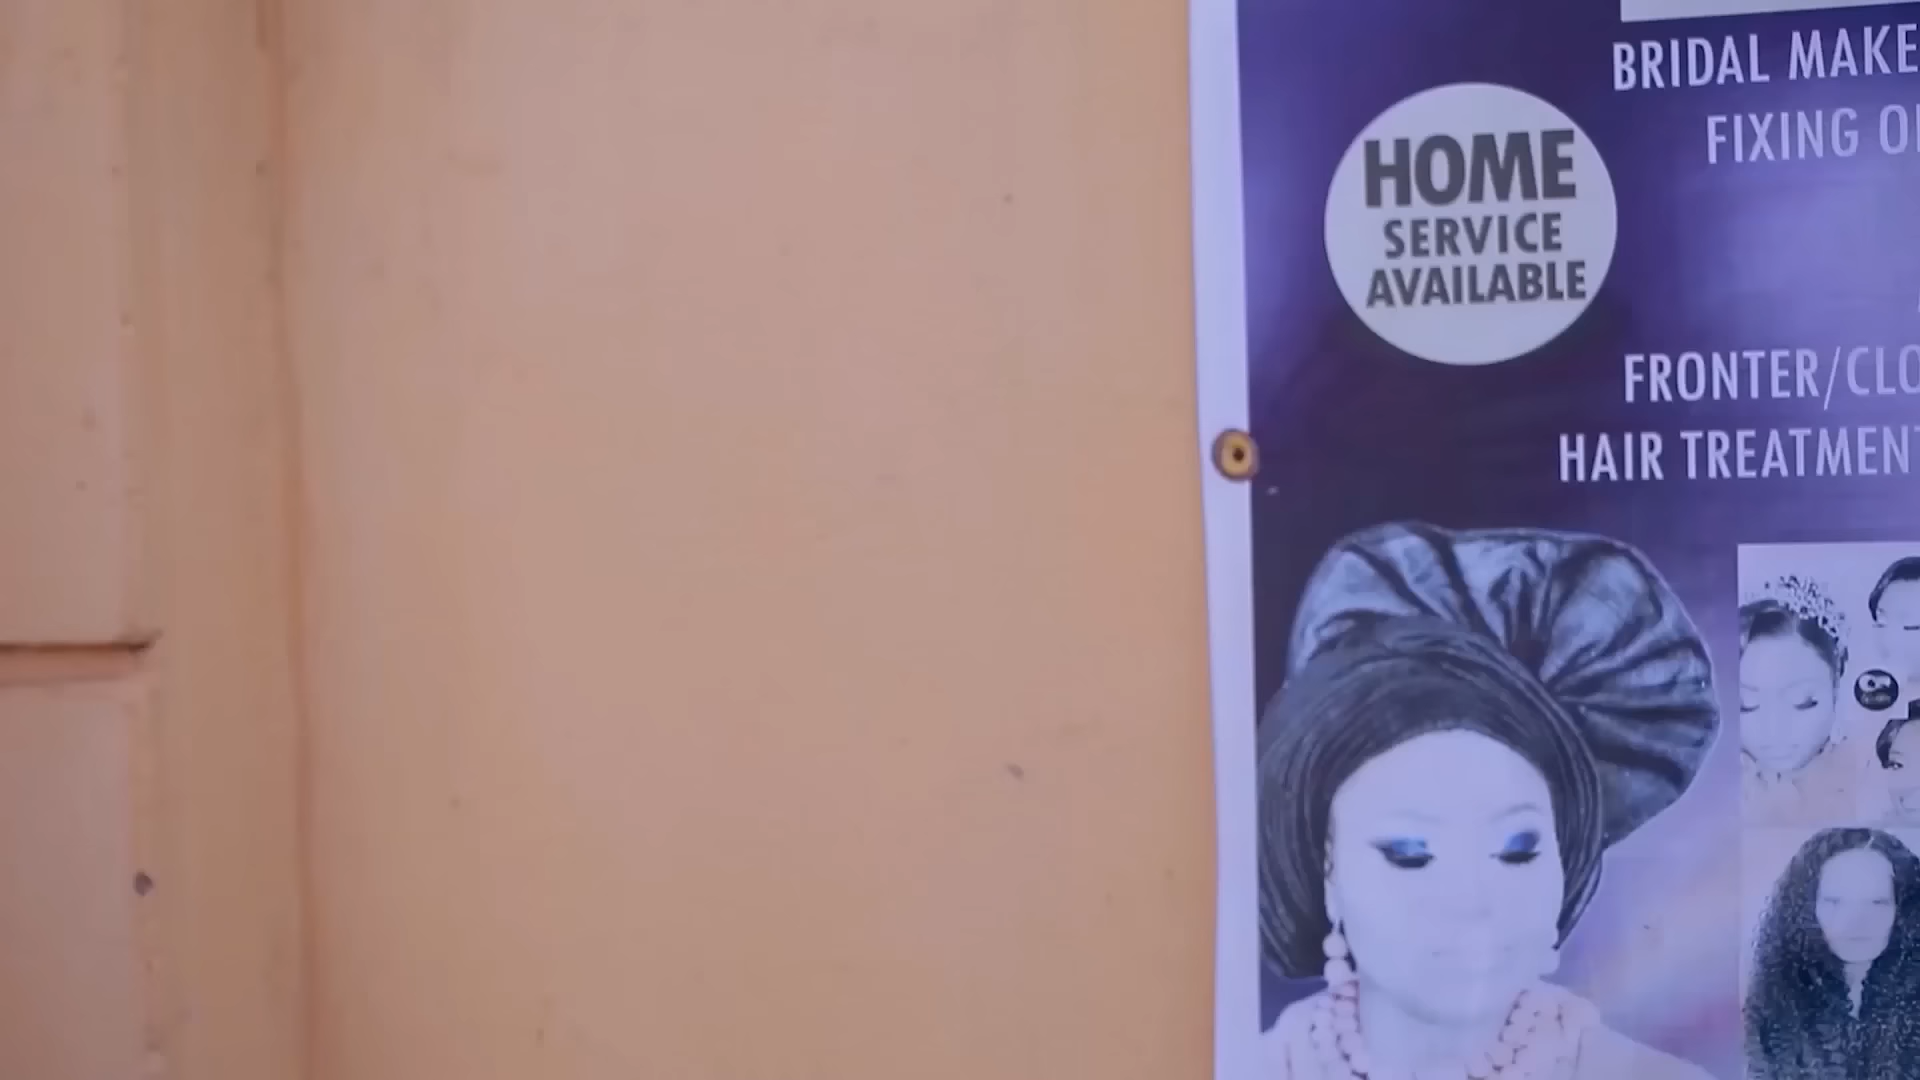 BRIDAL MAKE
FIXING
HOME
SERVICE
AVAILABLE
FRONTER/CLO
HAIR TREATMENT